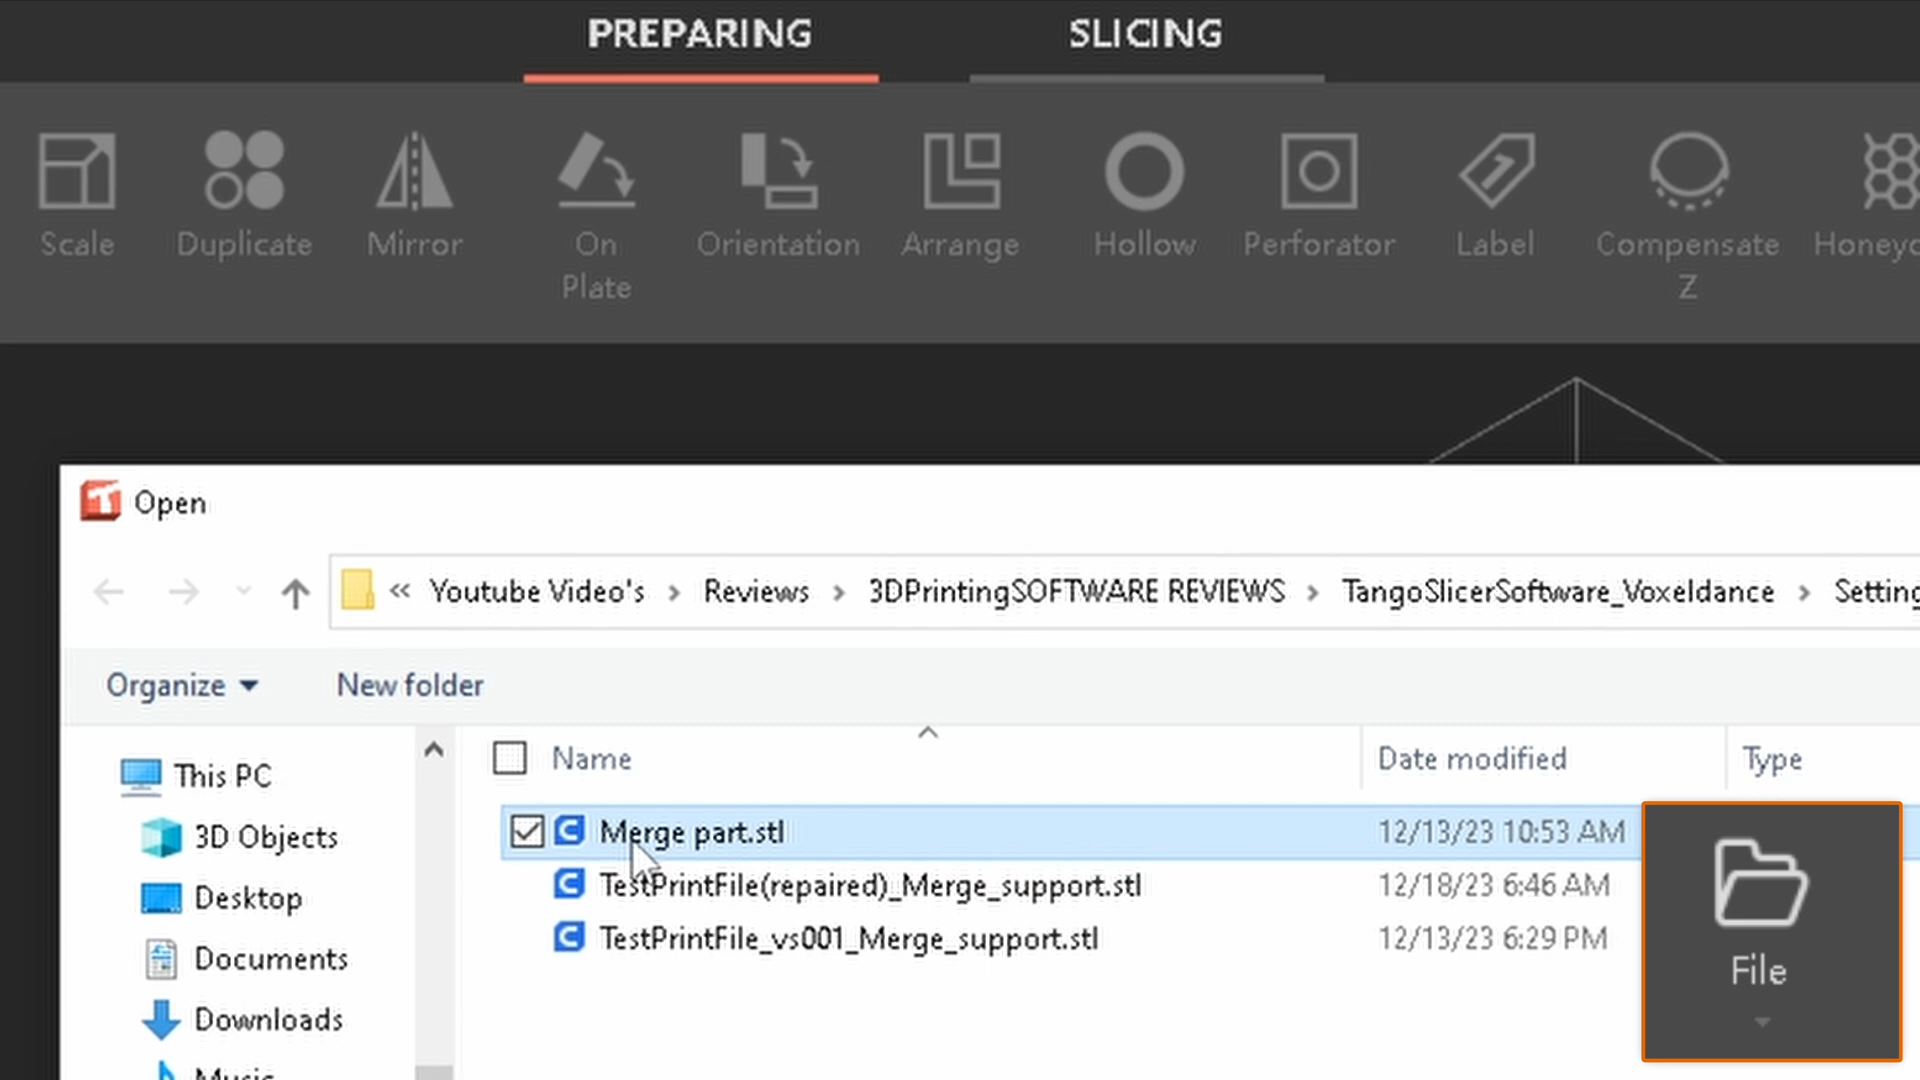 PREPARING SLICING
Scale Duplicate Mirror On Plate Orientation Arrange Hollow Perforator Label Compensate Z
Open
« Youtube Video's › Reviews › 3DPrintingSOFTWARE REVIEWS › TangoSlicerSoftware_Voxeldance ›
Organize New folder
This PC
3D Objects
Desktop
Documents
Downloads
Music
Name Date modified Type
Merge part.stl 12/13/23 10:53 AM
TestPrintFile(repaired)_Merge_support.stl 12/18/23 6:46 AM
TestPrintFile_vs001_Merge_support.stl 12/13/23 6:29 PM
File